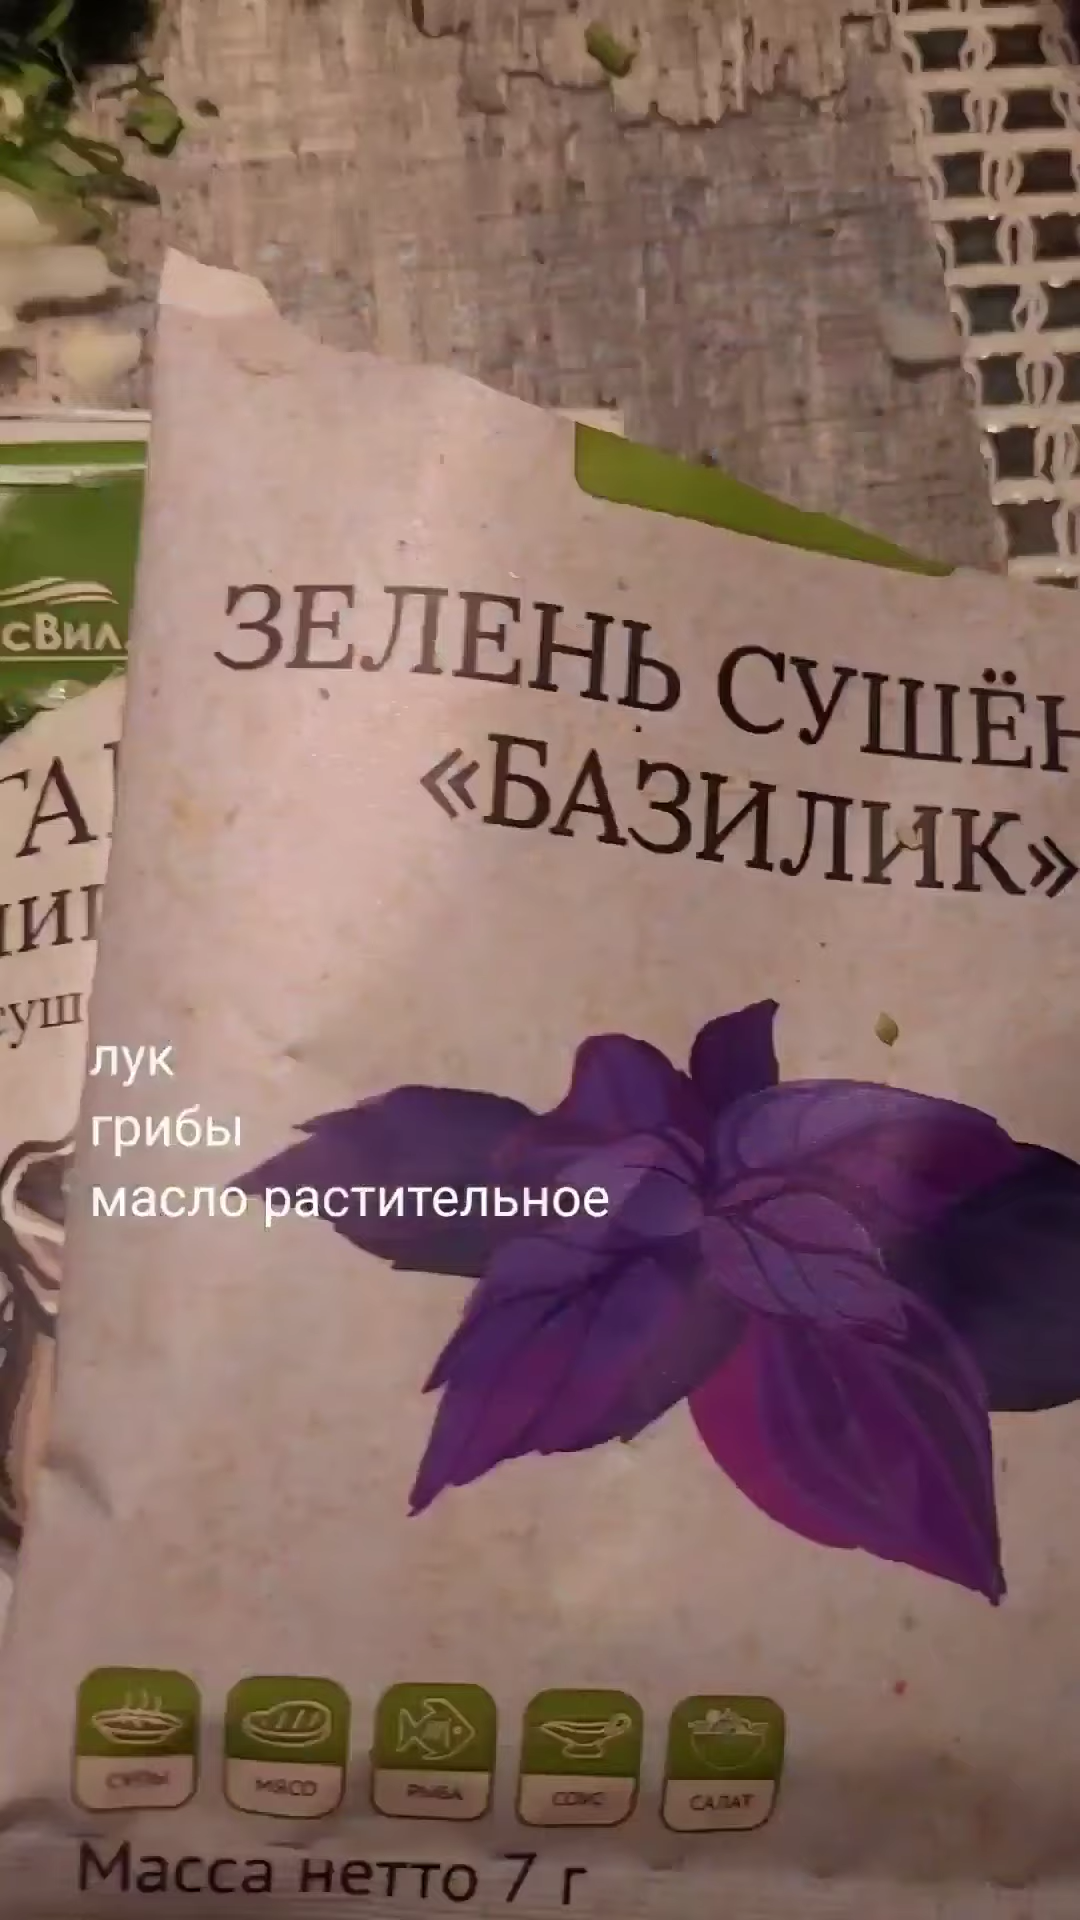 ЗЕЛЕНЬ СУШЁН
«БАЗИЛИК»
лук
грибы
масло растительное
СУПЫ
МЯСО
РЫБА
СОУС
САЛАТ
Масса нетто 7 г